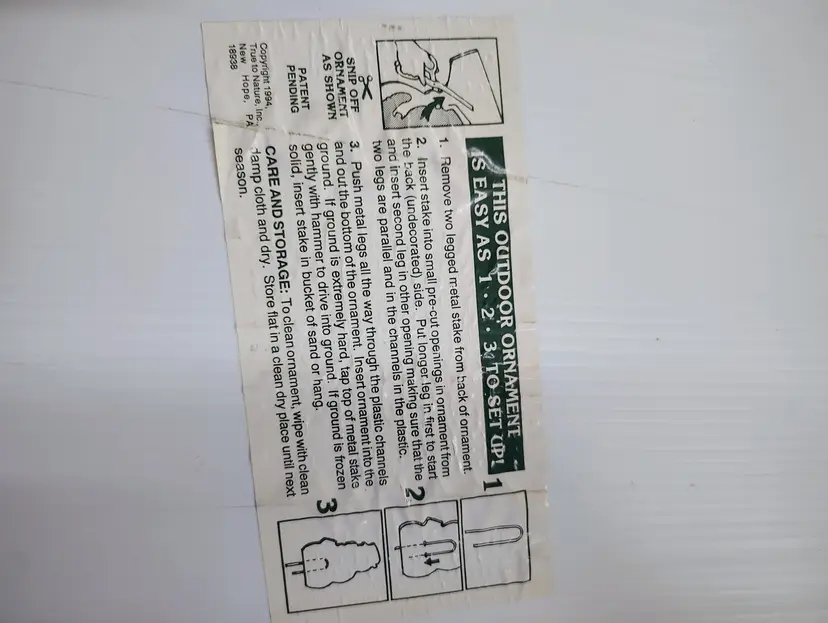 THIS OUTDOOR ORNAMENT
IS EASY AS 1 · 2 · 3 TO SET UP!
1. Remove two legged metal stake from back of ornament.
2. Insert stake into small pre-cut openings in ornament from
the back (undecorated) side. Put longer leg in first to start
and insert second leg in other opening making sure that the
two legs are parallel and in the channels in the plastic.
3. Push metal legs all the way through the plastic channels
and out the bottom of the ornament. Insert ornament into the
ground. If ground is extremely hard, tap top of metal stake
gently with hammer to drive into ground. If ground is frozen
solid, insert stake in bucket of sand or hang.
CARE AND STORAGE: To clean ornament, wipe with clean
damp cloth and dry. Store flat in a clean dry place until next
season.
SNIP OFF
ORNAMENT
AS SHOWN
PATENT
PENDING
Copyright 1994,
True to Nature, Inc.,
New Hope, PA
18938
1
2
3